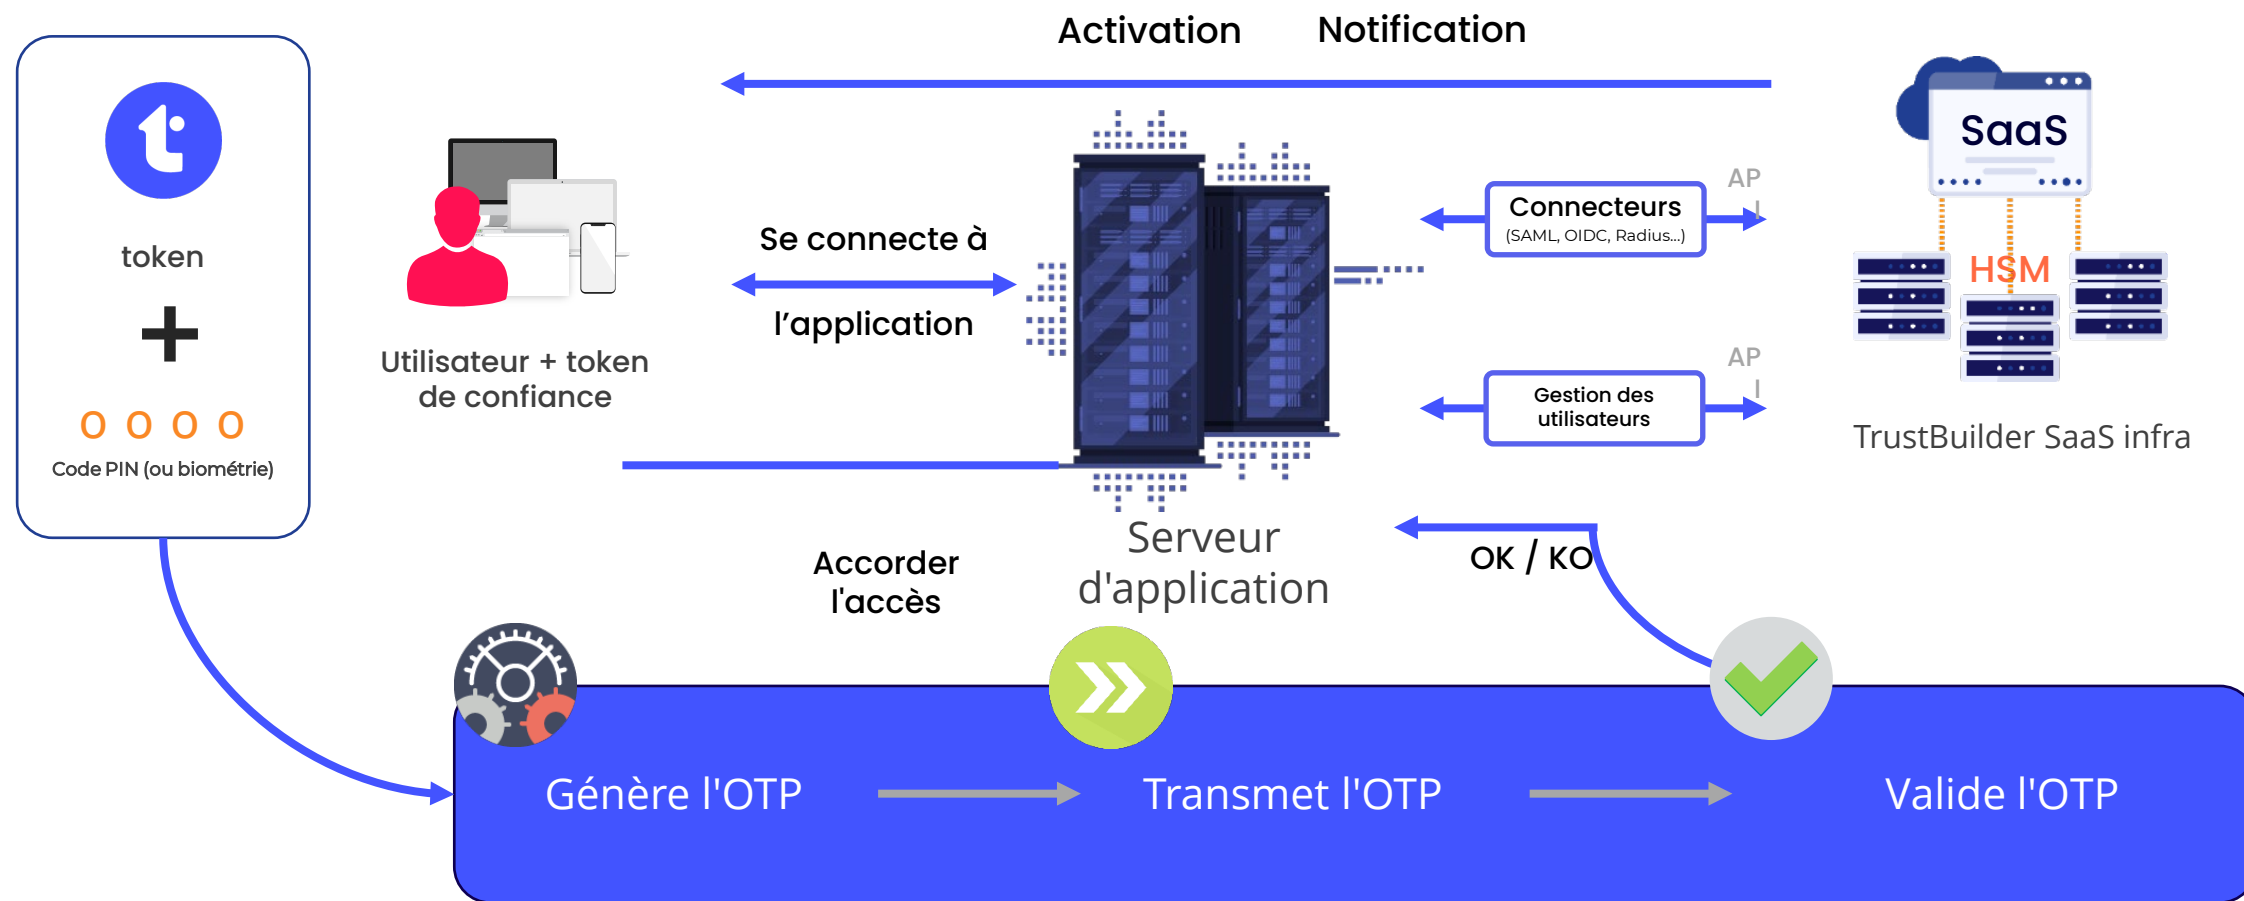 Activation Notification
token
Code PIN (ou biométrie)
Utilisateur + token
de confiance
Se connecte à
l’application
Accorder
l'accès
Serveur
d'application
AP
I
Connecteurs
(SAML, OIDC, Radius...)
AP
I
Gestion des
utilisateurs
OK / KO
SaaS
HSM
TrustBuilder SaaS infra
Génère l'OTP
Transmet l'OTP
Valide l'OTP